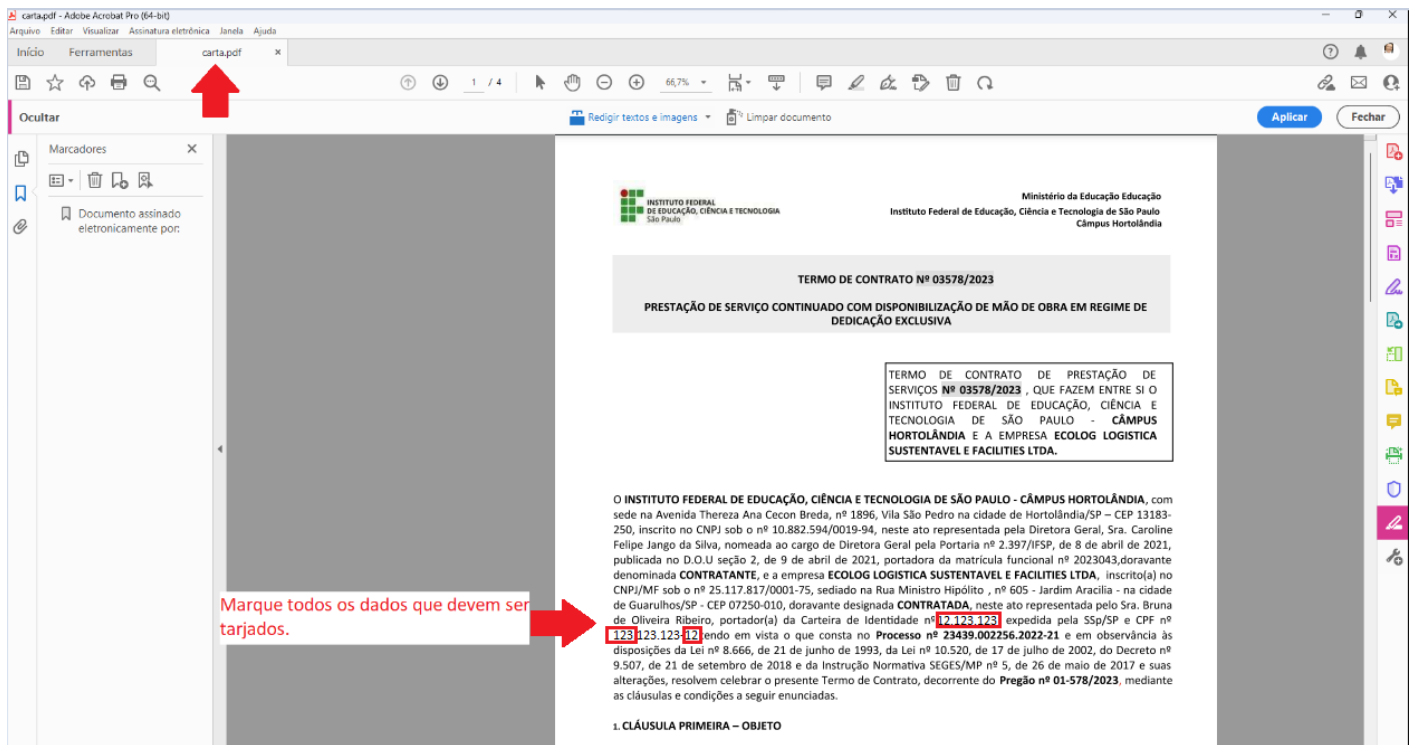 carta.pdf - Adobe Acrobat Pro (64-bit)
Arquivo Editar Visualizar Assinatura eletrônica Janela Ajuda
Início Ferramentas carta.pdf ×
1 / 4 66,7%
Ocultar Redigir textos e imagens Limpar documento Aplicar Fechar
Marcadores
Documento assinado
eletronicamente por:
INSTITUTO FEDERAL
DE EDUCAÇÃO, CIÊNCIA E TECNOLOGIA
São Paulo
Ministério da Educação Educação
Instituto Federal de Educação, Ciência e Tecnologia de São Paulo
Câmpus Hortolândia
TERMO DE CONTRATO Nº 03578/2023
PRESTAÇÃO DE SERVIÇO CONTINUADO COM DISPONIBILIZAÇÃO DE MÃO DE OBRA EM REGIME DE
DEDICAÇÃO EXCLUSIVA
TERMO DE CONTRATO DE PRESTAÇÃO DE
SERVIÇOS Nº 03578/2023 , QUE FAZEM ENTRE SI O
INSTITUTO FEDERAL DE EDUCAÇÃO, CIÊNCIA E
TECNOLOGIA DE SÃO PAULO - CÂMPUS
HORTOLÂNDIA E A EMPRESA ECOLOG LOGISTICA
SUSTENTAVEL E FACILITIES LTDA.
O INSTITUTO FEDERAL DE EDUCAÇÃO, CIÊNCIA E TECNOLOGIA DE SÃO PAULO - CÂMPUS HORTOLÂNDIA, com
sede na Avenida Thereza Ana Cecon Breda, nº 1896, Vila São Pedro na cidade de Hortolândia/SP – CEP 13183-
250, inscrito no CNPJ sob o nº 10.882.594/0019-94, neste ato representada pela Diretora Geral, Sra. Caroline
Felipe Jango da Silva, nomeada ao cargo de Diretora Geral pela Portaria nº 2.397/IFSP, de 8 de abril de 2021,
publicada no D.O.U seção 2, de 9 de abril de 2021, portadora da matrícula funcional nº 2023043,doravante
denominada CONTRATANTE, e a empresa ECOLOG LOGISTICA SUSTENTAVEL E FACILITIES LTDA, inscrito(a) no
CNPJ/MF sob o nº 25.117.817/0001-75, sediado na Rua Ministro Hipólito , nº 605 - Jardim Aracilia - na cidade
de Guarulhos/SP - CEP 07250-010, doravante designada CONTRATADA, neste ato representada pelo Sra. Bruna
de Oliveira Ribeiro, portador(a) da Carteira de Identidade nº 12.123.123 expedida pela SSp/SP e CPF nº
123.123.123-12 tendo em vista o que consta no Processo nº 23439.002256.2022-21 e em observância às
disposições da Lei nº 8.666, de 21 de junho de 1993, da Lei nº 10.520, de 17 de julho de 2002, do Decreto nº
9.507, de 21 de setembro de 2018 e da Instrução Normativa SEGES/MP nº 5, de 26 de maio de 2017 e suas
alterações, resolvem celebrar o presente Termo de Contrato, decorrente do Pregão nº 01-578/2023, mediante
as cláusulas e condições a seguir enunciadas.
Marque todos os dados que devem ser
tarjados.
1. CLÁUSULA PRIMEIRA – OBJETO